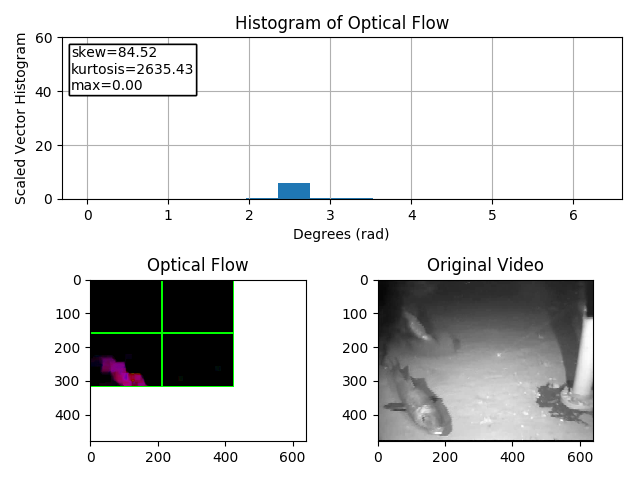 Histogram of Optical Flow
Scaled Vector Histogram
60
40
20
0
skew=84.52
kurtosis=2635.43
max=0.00
0 1 2 3 4 5 6
Degrees (rad)
Optical Flow
0
100
200
300
400
0 200 400 600
Original Video
0
100
200
300
400
0 200 400 600